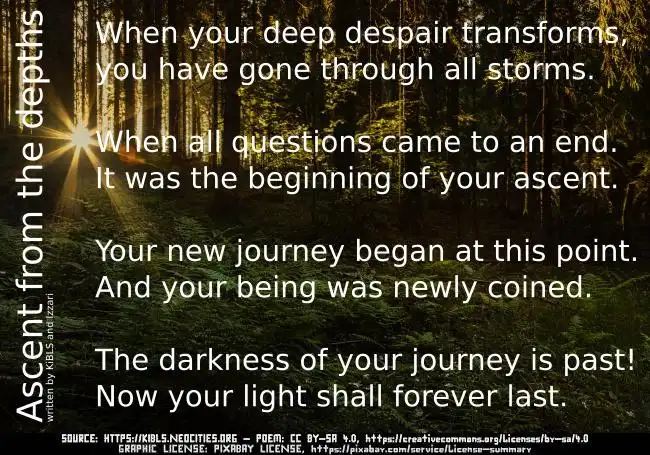 Ascent from the depths
written by KiBLS and Izzari
When your deep despair transforms,
you have gone through all storms.
When all questions came to an end.
It was the beginning of your ascent.
Your new journey began at this point.
And your being was newly coined.
The darkness of your journey is past!
Now your light shall forever last.
SOURCE: HTTPS://KIBLS.NEOCITIES.ORG – POEM: CC BY-SA 4.0, https://creativecommons.org/licenses/by-sa/4.0
GRAPHIC LICENSE: PIXABAY LICENSE, https://pixabay.com/service/License-summary